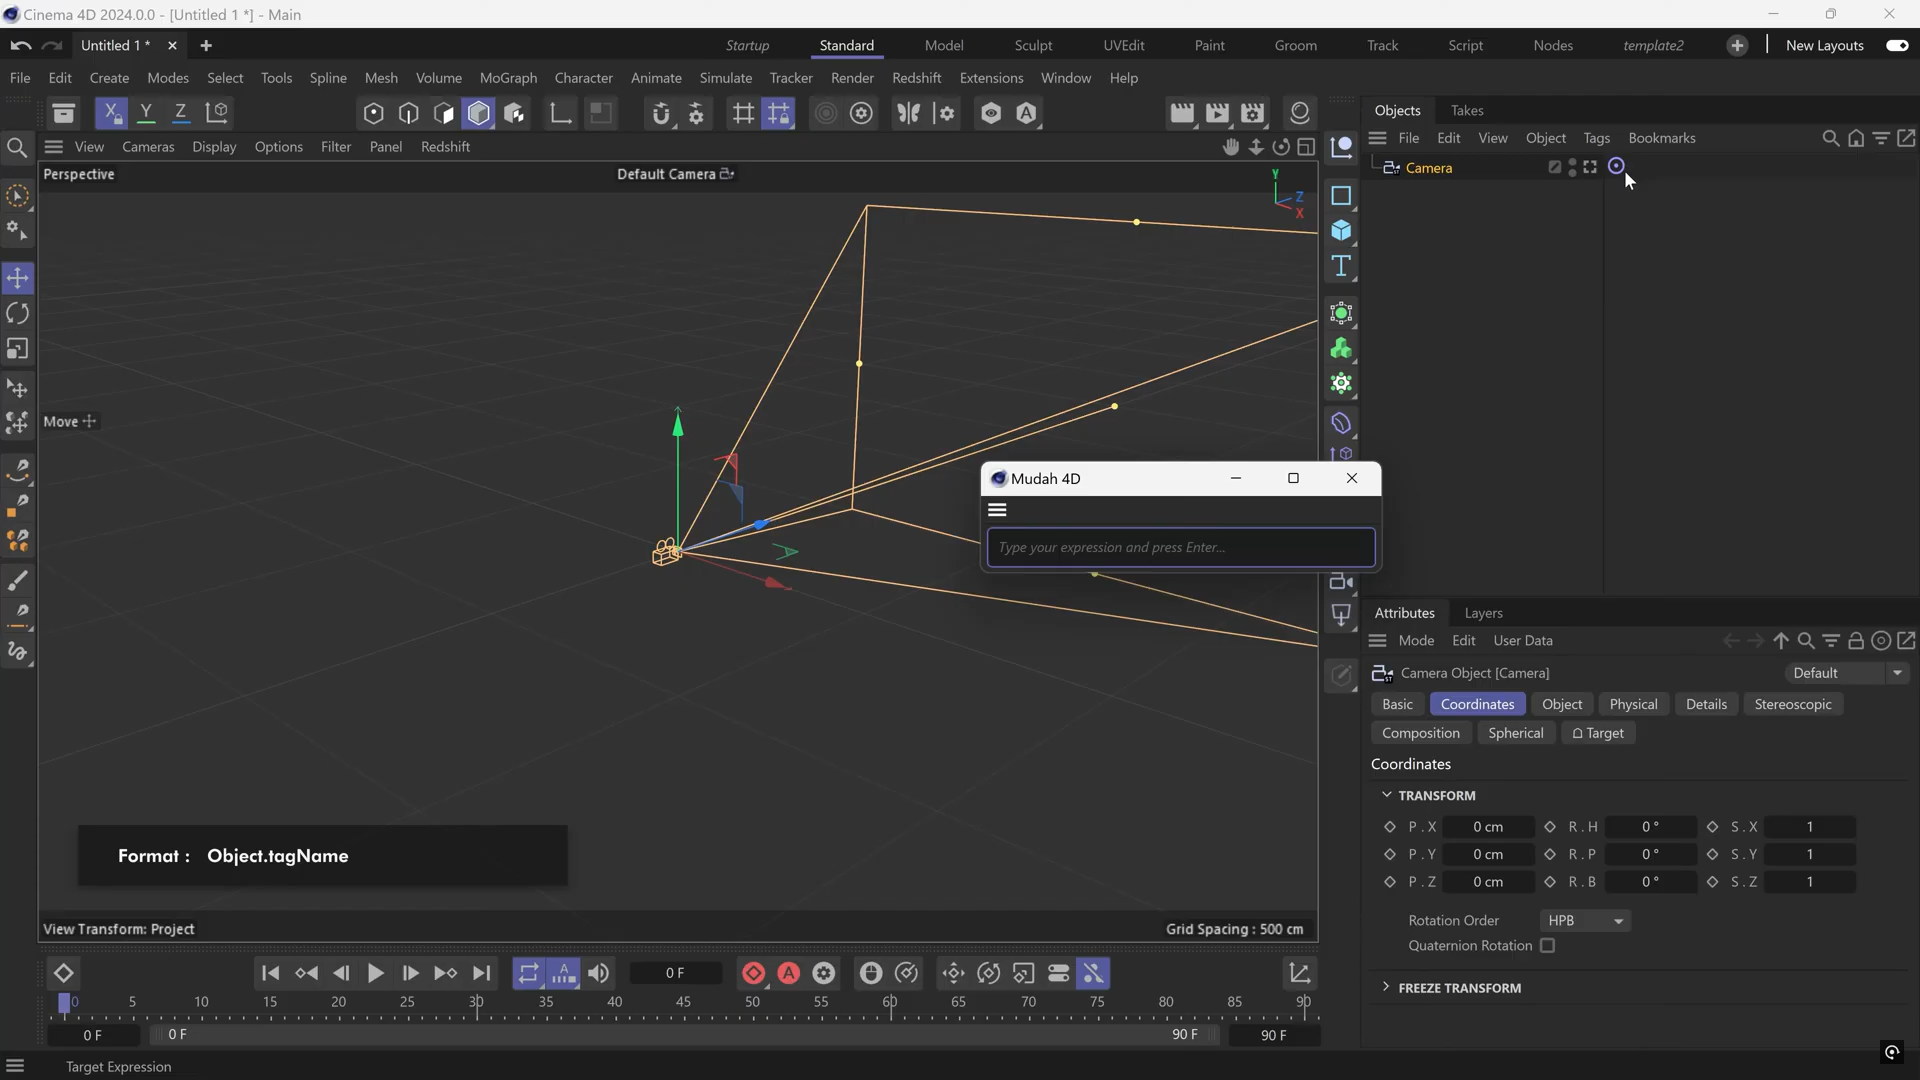 Cinema 4D 2024.0.0 - [Untitled 1 *] - Main
Untitled 1 *
Startup
Standard
Model
Sculpt
UVEdit
Paint
Groom
Track
Script
Nodes
template2
New Layouts
File Edit Create Modes Select Tools Spline Mesh Volume MoGraph Character Animate Simulate Tracker Render Redshift Extensions Window Help
X Y Z
Objects Takes
File Edit View Object Tags Bookmarks
View Cameras Display Options Filter Panel Redshift
Camera
Perspective
Default Camera
Y
Z
X
Move
Mudah 4D
Type your expression and press Enter...
Attributes Layers
Mode Edit User Data
Camera Object [Camera]
Default
Basic Coordinates Object Physical Details Stereoscopic
Composition Spherical Target
Coordinates
TRANSFORM
P . X 0 cm R . H 0 ° S . X 1
P . Y 0 cm R . P 0 ° S . Y 1
P . Z 0 cm R . B 0 ° S . Z 1
Rotation Order HPB
Quaternion Rotation
FREEZE TRANSFORM
Format : Object.tagName
View Transform: Project
Grid Spacing : 500 cm
0 F
0 5 10 15 20 25 30 35 40 45 50 55 60 65 70 75 80 85 90
0 F 0 F 90 F 90 F
Target Expression